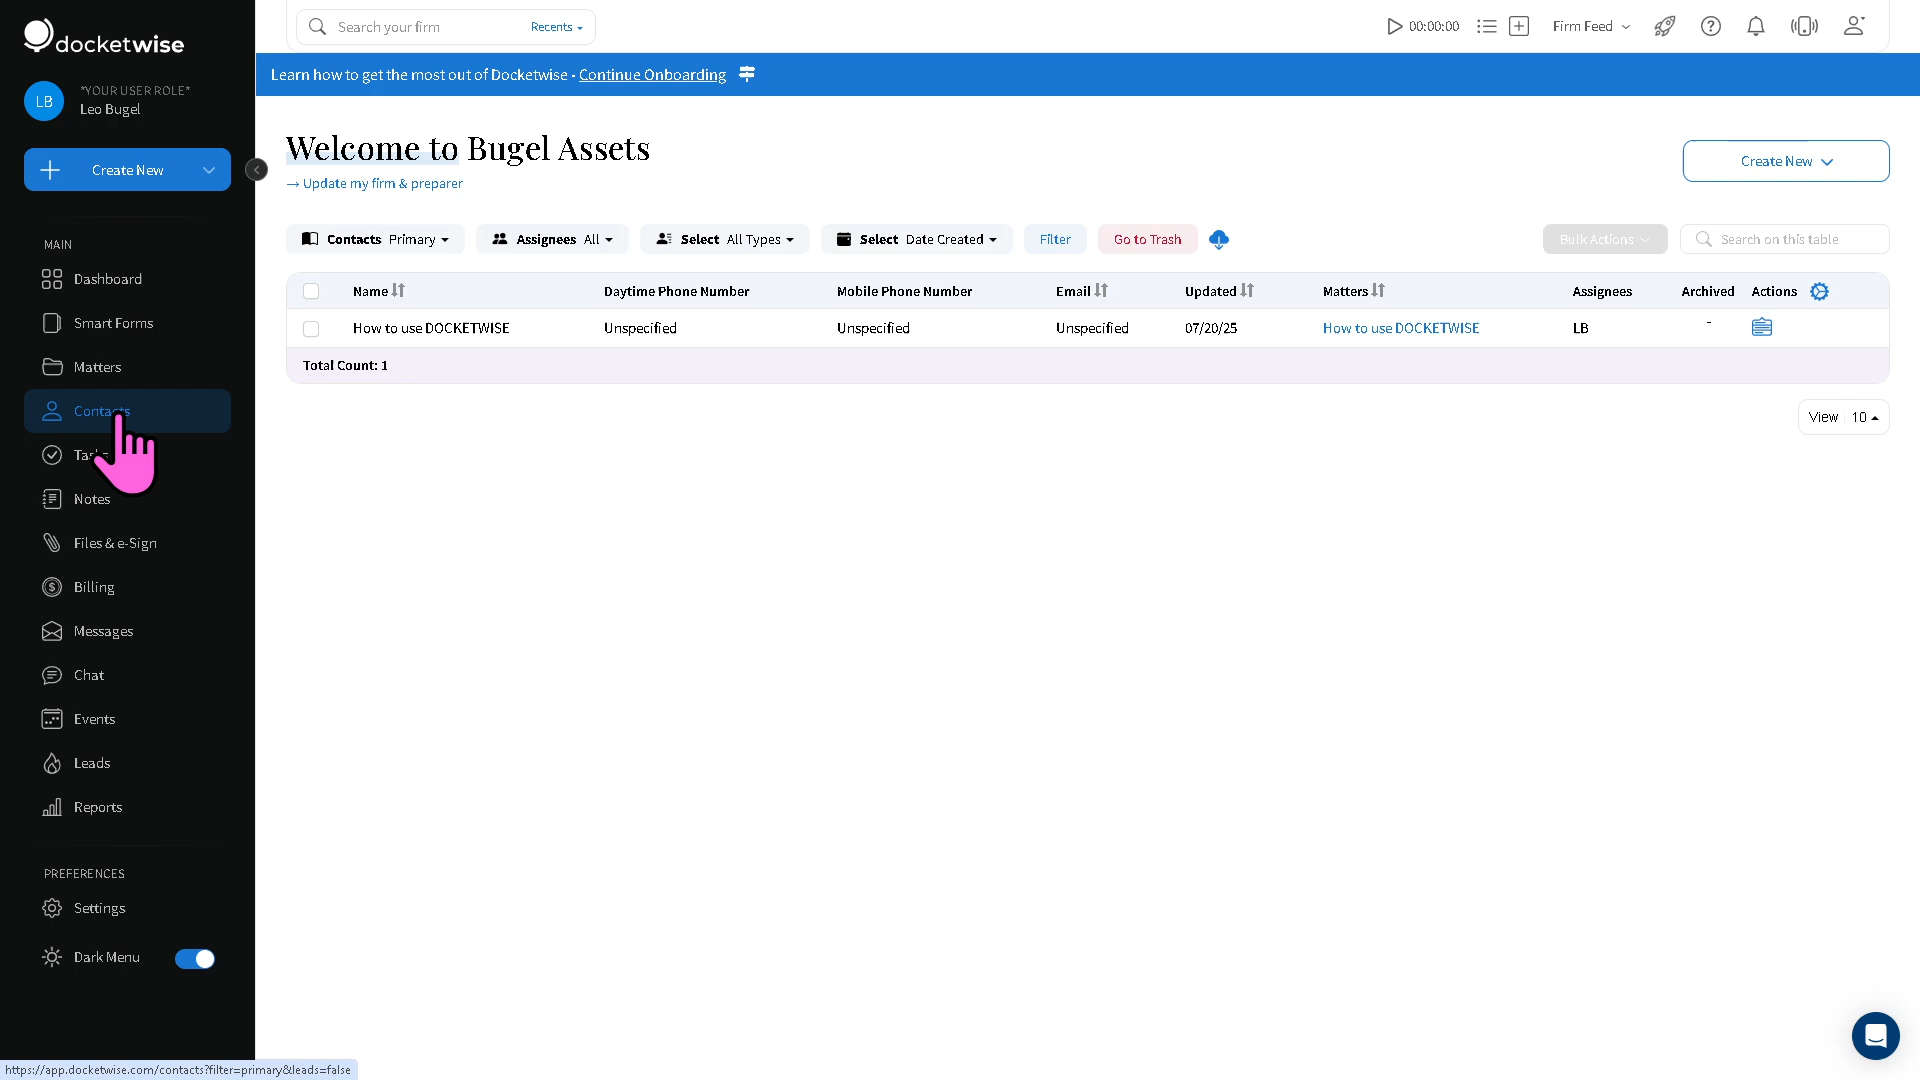 docketwise
LB
*YOUR USER ROLE*
Leo Bugel
Create New
MAIN
Dashboard
Smart Forms
Matters
Contacts
Notes
Files & e-Sign
Billing
Messages
Chat
Events
Leads
Reports
PREFERENCES
Settings
Dark Menu
https://app.docketwise.com/contacts?filter=primary&leads=false
Search your firm
Recents
00:00:00
Firm Feed
Learn how to get the most out of Docketwise - Continue Onboarding
Welcome to Bugel Assets
→ Update my firm & preparer
Create New
Contacts Primary
Assignees All
Select All Types
Select Date Created
Filter
Go to Trash
Bulk Actions
Search on this table
Name Daytime Phone Number Mobile Phone Number Email Updated Matters Assignees Archived Actions
How to use DOCKETWISE Unspecified Unspecified Unspecified 07/20/25 How to use DOCKETWISE LB -
Total Count: 1
View 10